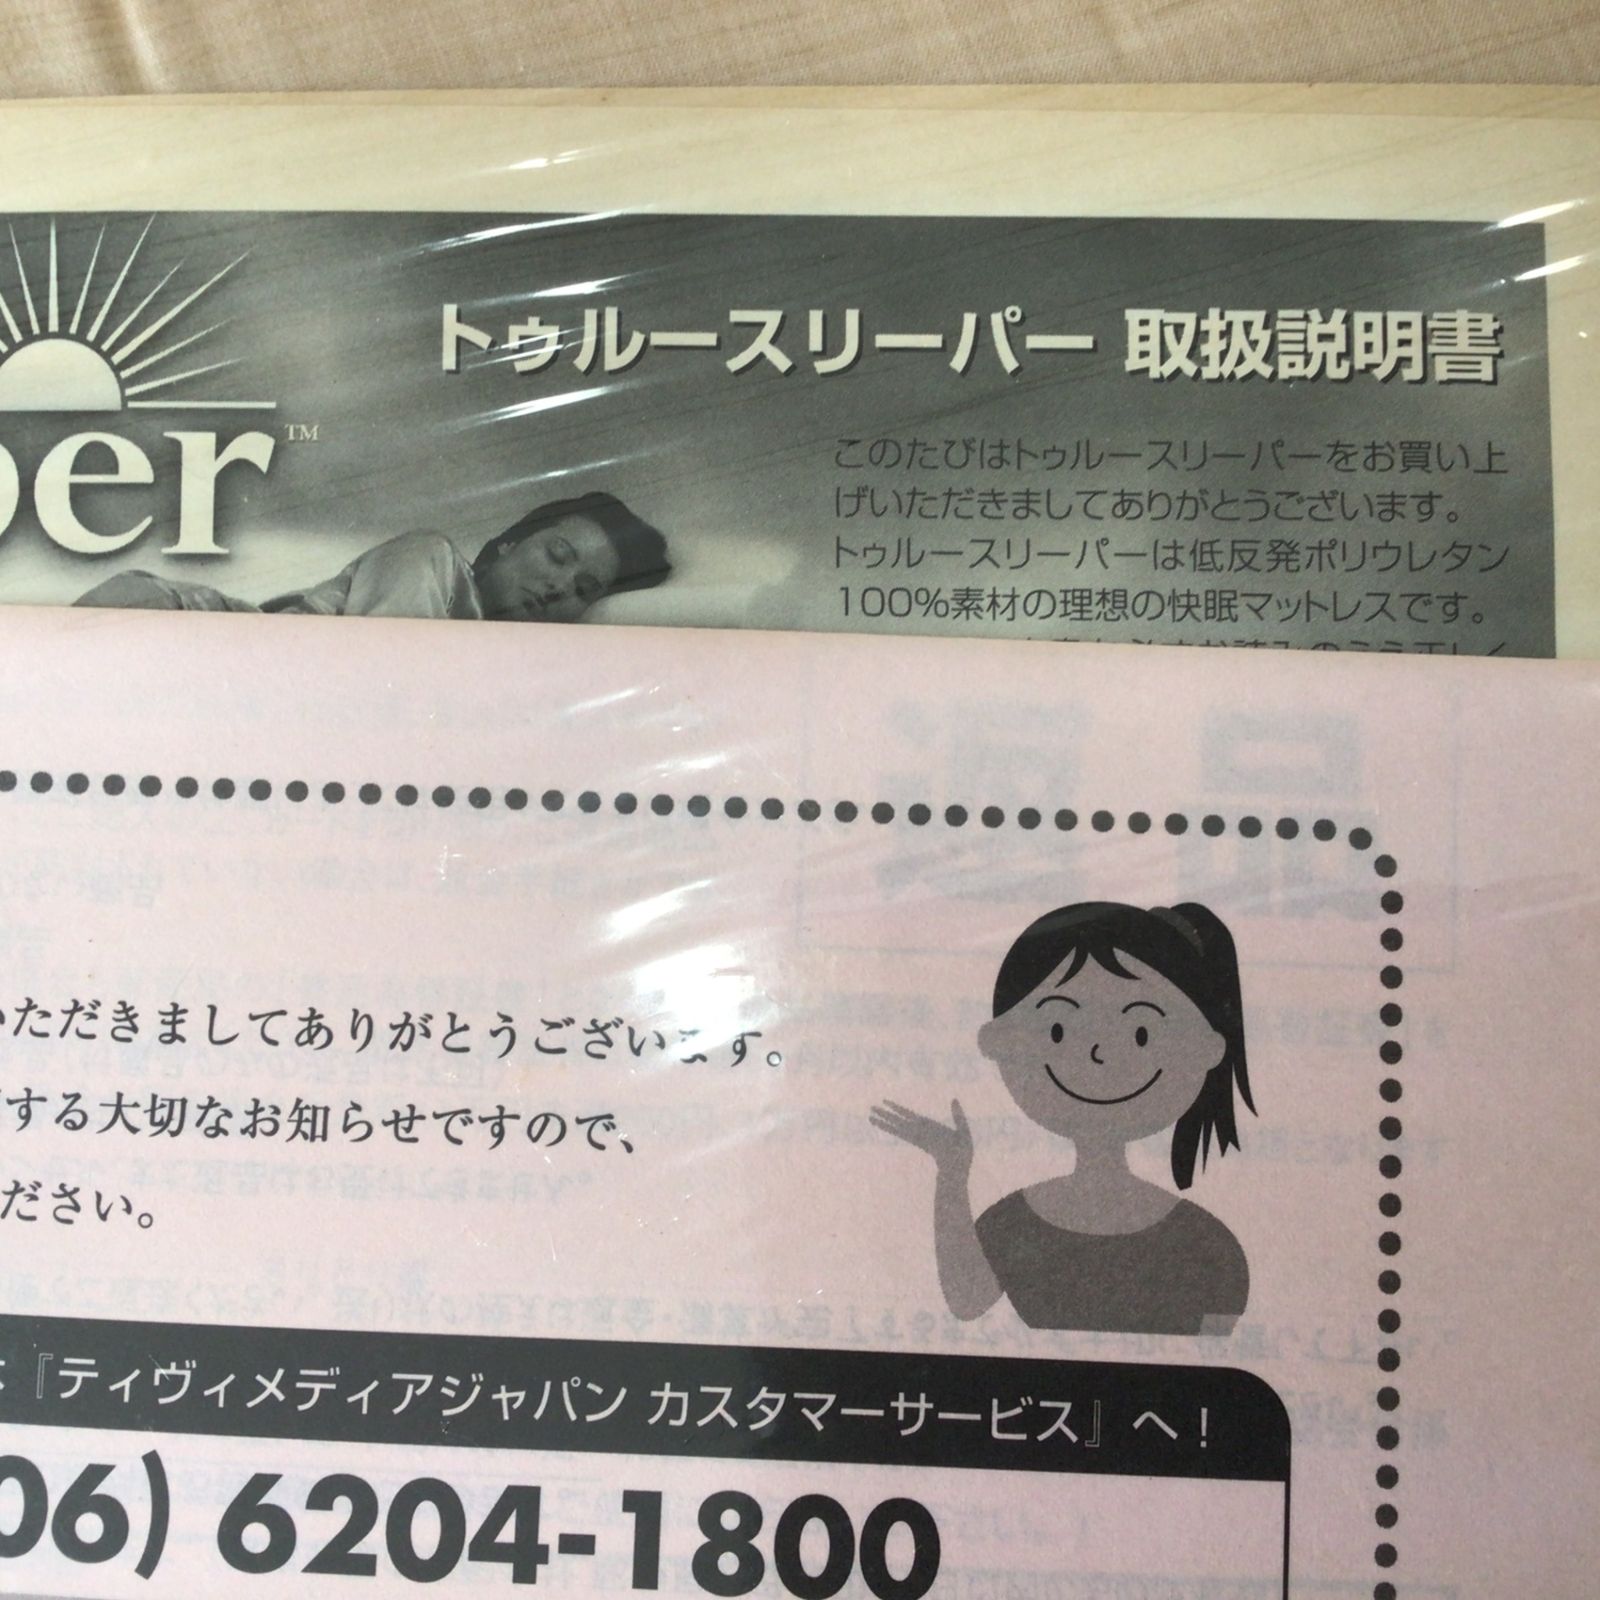 トゥルースリーパー 取扱説明書
per™
このたびはトゥルースリーパーをお買い上
げいただきましてありがとうございます。
トゥルースリーパーは低反発ポリウレタン
100%素材の理想の快眠マットレスです。
いただきましてありがとうございます。
する大切なお知らせですので、
ださい。
『ティヴィメディアジャパン カスタマーサービス』へ!
06) 6204-1800